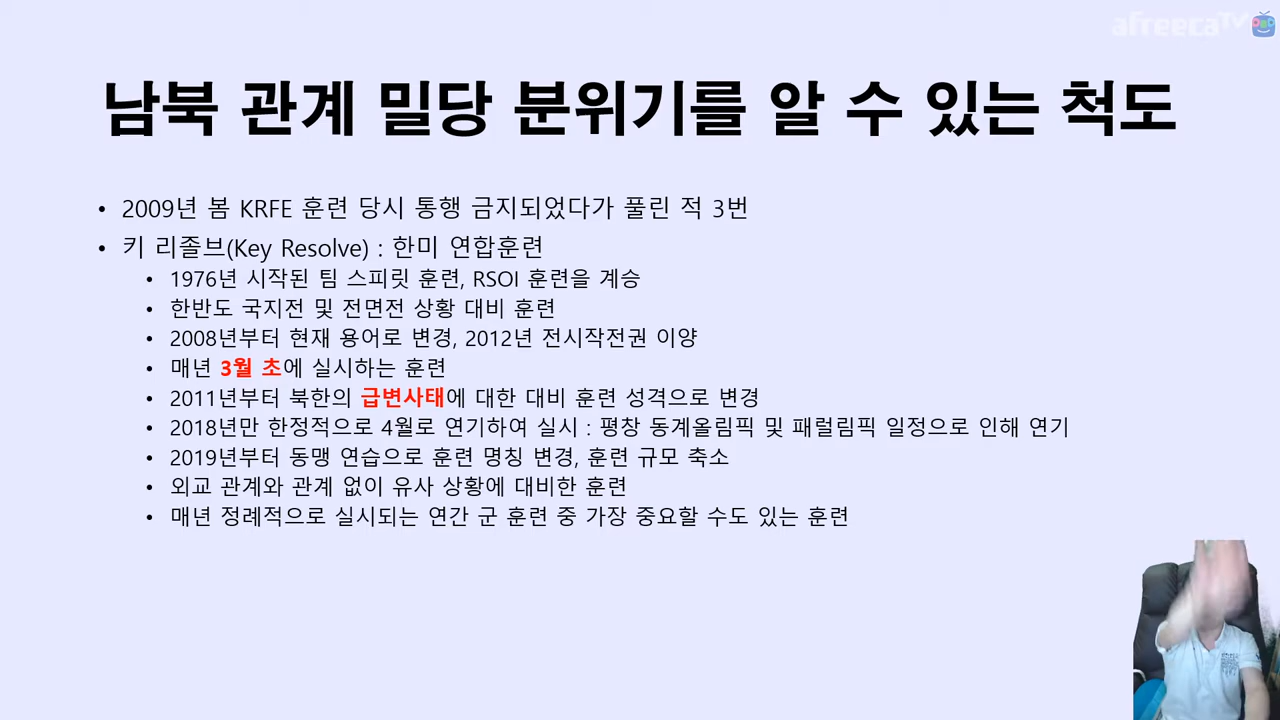 afreecaTV
남북 관계 밀당 분위기를 알 수 있는 척도
• 2009년 봄 KRFE 훈련 당시 통행 금지되었다가 풀린 적 3번
• 키 리졸브(Key Resolve) : 한미 연합훈련
• 1976년 시작된 팀 스피릿 훈련, RSOI 훈련을 계승
• 한반도 국지전 및 전면전 상황 대비 훈련
• 2008년부터 현재 용어로 변경, 2012년 전시작전권 이양
• 매년 3월 초에 실시하는 훈련
• 2011년부터 북한의 급변사태에 대한 대비 훈련 성격으로 변경
• 2018년만 한정적으로 4월로 연기하여 실시 : 평창 동계올림픽 및 패럴림픽 일정으로 인해 연기
• 2019년부터 동맹 연습으로 훈련 명칭 변경, 훈련 규모 축소
• 외교 관계와 관계 없이 유사 상황에 대비한 훈련
• 매년 정례적으로 실시되는 연간 군 훈련 중 가장 중요할 수도 있는 훈련